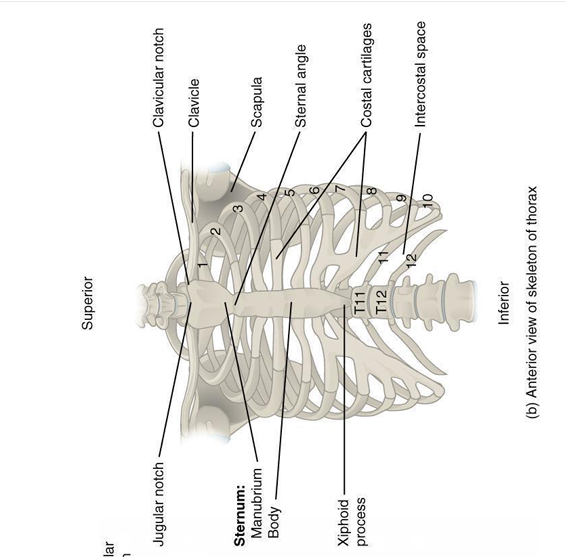 Superior
Clavicular notch
Clavicle
Scapula
Sternal angle
Costal cartilages
Intercostal space
1
2
3
4
5
6
7
8
9
10
11
12
T11
T12
Jugular notch
Sternum:
Manubrium
Body
Xiphoid
process
Inferior
(b) Anterior view of skeleton of thorax
lar